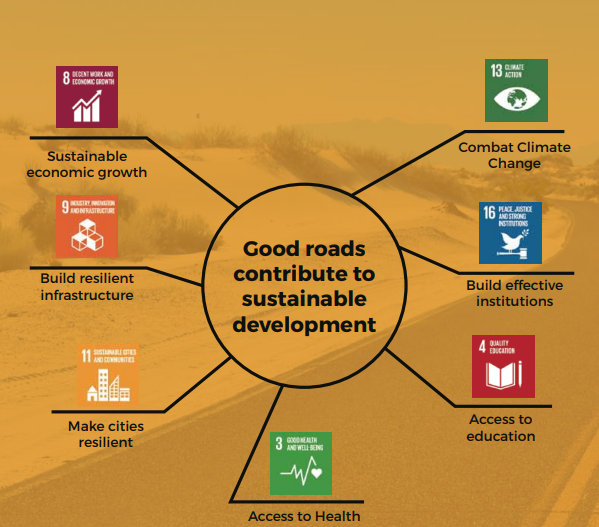 8 DECENT WORK AND
ECONOMIC GROWTH
Sustainable
economic growth
9 INDUSTRY, INNOVATION
AND INFRASTRUCTURE
Build resilient
infrastructure
11 SUSTAINABLE CITIES
AND COMMUNITIES
Make cities
resilient
Good roads
contribute to
sustainable
development
3 GOOD HEALTH
AND WELL-BEING
Access to Health
13 CLIMATE
ACTION
Combat Climate
Change
16 PEACE, JUSTICE
AND STRONG
INSTITUTIONS
Build effective
institutions
4 QUALITY
EDUCATION
Access to
education